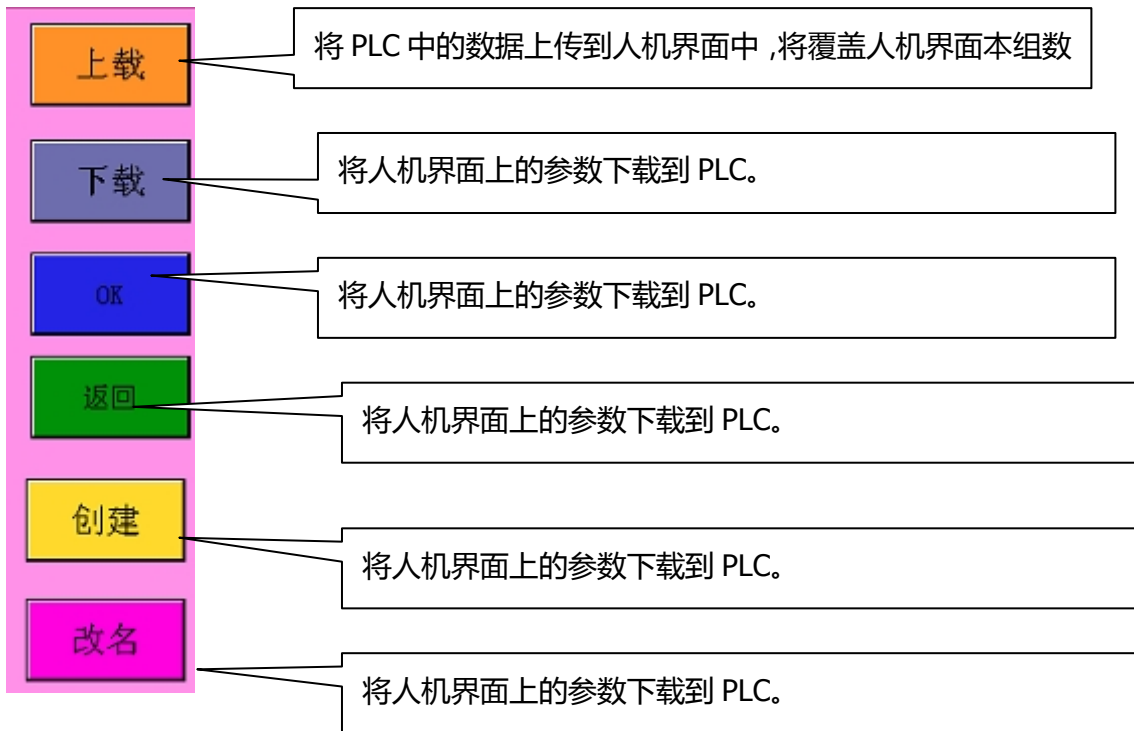 上载
将 PLC 中的数据上传到人机界面中 ,将覆盖人机界面本组数
下载
将人机界面上的参数下载到 PLC。
OK
将人机界面上的参数下载到 PLC。
返回
将人机界面上的参数下载到 PLC。
创建
将人机界面上的参数下载到 PLC。
改名
将人机界面上的参数下载到 PLC。